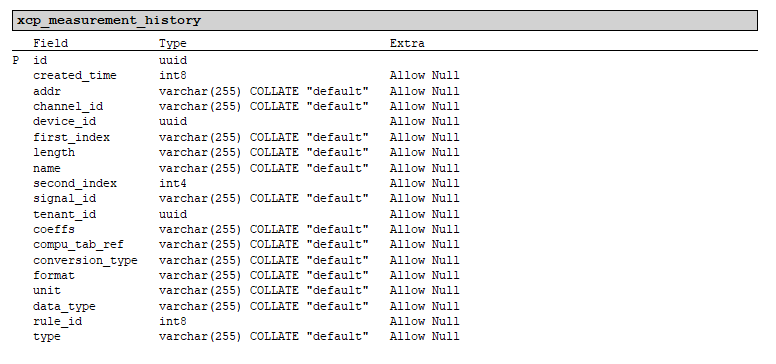 xcp_measurement_history
Field Type Extra
P id uuid
created_time int8 Allow Null
addr varchar(255) COLLATE "default" Allow Null
channel_id varchar(255) COLLATE "default" Allow Null
device_id uuid Allow Null
first_index varchar(255) COLLATE "default" Allow Null
length varchar(255) COLLATE "default" Allow Null
name varchar(255) COLLATE "default" Allow Null
second_index int4 Allow Null
signal_id varchar(255) COLLATE "default" Allow Null
tenant_id uuid Allow Null
coeffs varchar(255) COLLATE "default" Allow Null
compu_tab_ref varchar(255) COLLATE "default" Allow Null
conversion_type varchar(255) COLLATE "default" Allow Null
format varchar(255) COLLATE "default" Allow Null
unit varchar(255) COLLATE "default" Allow Null
data_type varchar(255) COLLATE "default" Allow Null
rule_id int8 Allow Null
type varchar(255) COLLATE "default" Allow Null